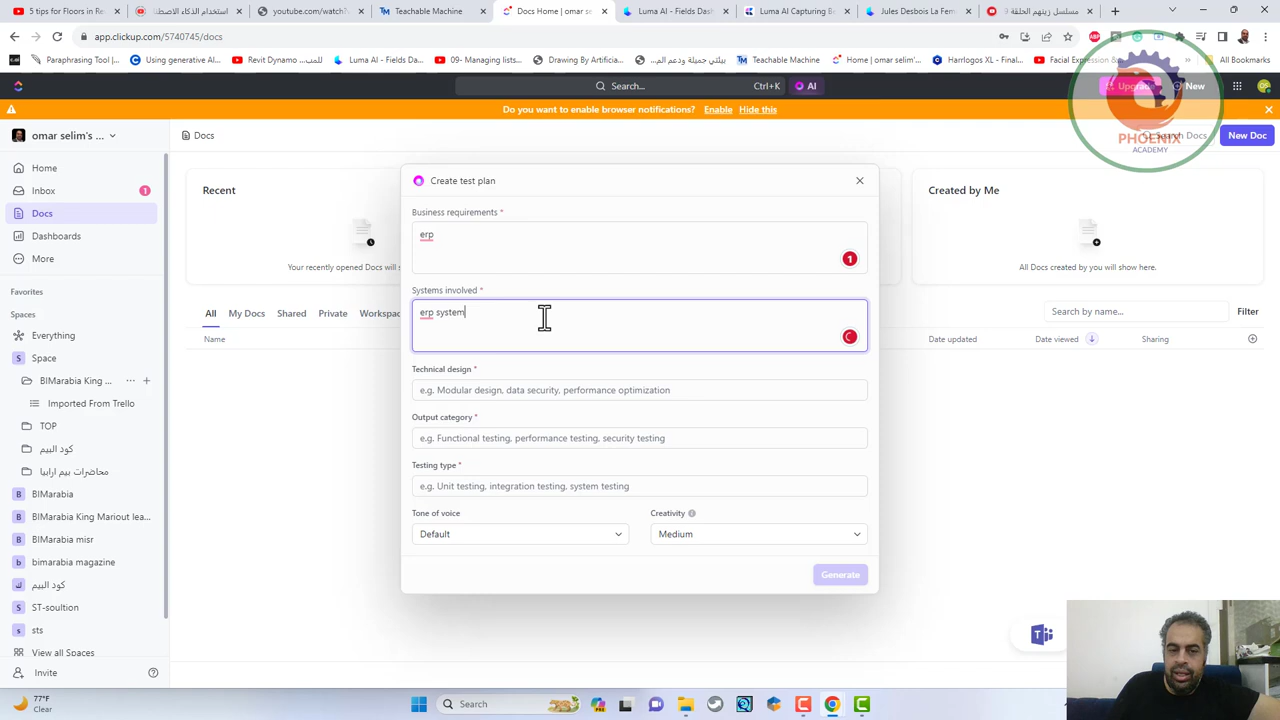 5 tips for Floors in Re
استخدام الذكاء الاصطنا
youtube.com/watch?
Teachable Machine
Docs Home | omar se
Luma AI - Fields Dash
Luma AI Capturing Be
Jules Desbois La Fem
مسلسل زينهم الحلقة 9
app.clickup.com/5740745/docs
Paraphrasing Tool |
Using generative AI...
Revit Dynamo للمب...
Luma AI - Fields Da...
09- Managing lists...
Drawing By Artificia...
Teachable Machine
Home | omar selim's...
Harrlogos XL - Final...
Facial Expression &
All Bookmarks
Search...
Ctrl+K
AI
Upgrade
New
Do you want to enable browser notifications?
Enable
Hide this
omar selim's ...
Docs
Search Docs
New Doc
PHOENIX
ACADEMY
Home
Inbox
1
Docs
Dashboards
More
Favorites
Spaces
Everything
Space
BIMarabia King ...
Imported From Trello
TOP
كود البيم
محاضرات بيم ارابيا
BIMarabia
BIMarabia King Mariout lea...
BIMarabia misr
bimarabia magazine
كود البيم
ST-soultion
sts
View all Spaces
Invite
Recent
Your recently opened Docs will s
Created by Me
All Docs created by you will show here.
All
My Docs
Shared
Private
Workspac
Search by name...
Filter
Name
Date updated
Date viewed
Sharing
Create test plan
Business requirements *
erp
1
Systems involved *
erp system
Technical design *
e.g. Modular design, data security, performance optimization
Output category *
e.g. Functional testing, performance testing, security testing
Testing type *
e.g. Unit testing, integration testing, system testing
Tone of voice
Creativity
Default
Medium
Generate
77°F
Clear
Search